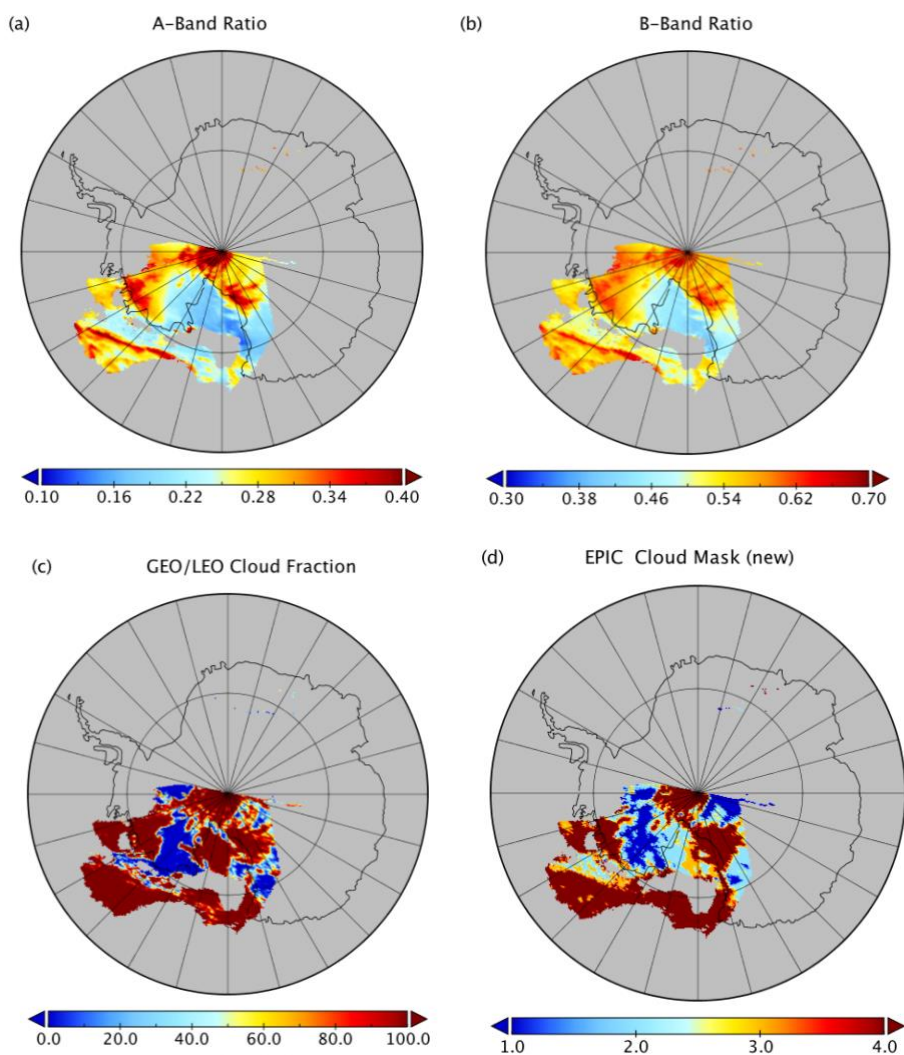 (a) A-Band Ratio
(b) B-Band Ratio
0.10 0.16 0.22 0.28 0.34 0.40
0.30 0.38 0.46 0.54 0.62 0.70
(c) GEO/LEO Cloud Fraction
(d) EPIC Cloud Mask (new)
0.0 20.0 40.0 60.0 80.0 100.0
1.0 2.0 3.0 4.0